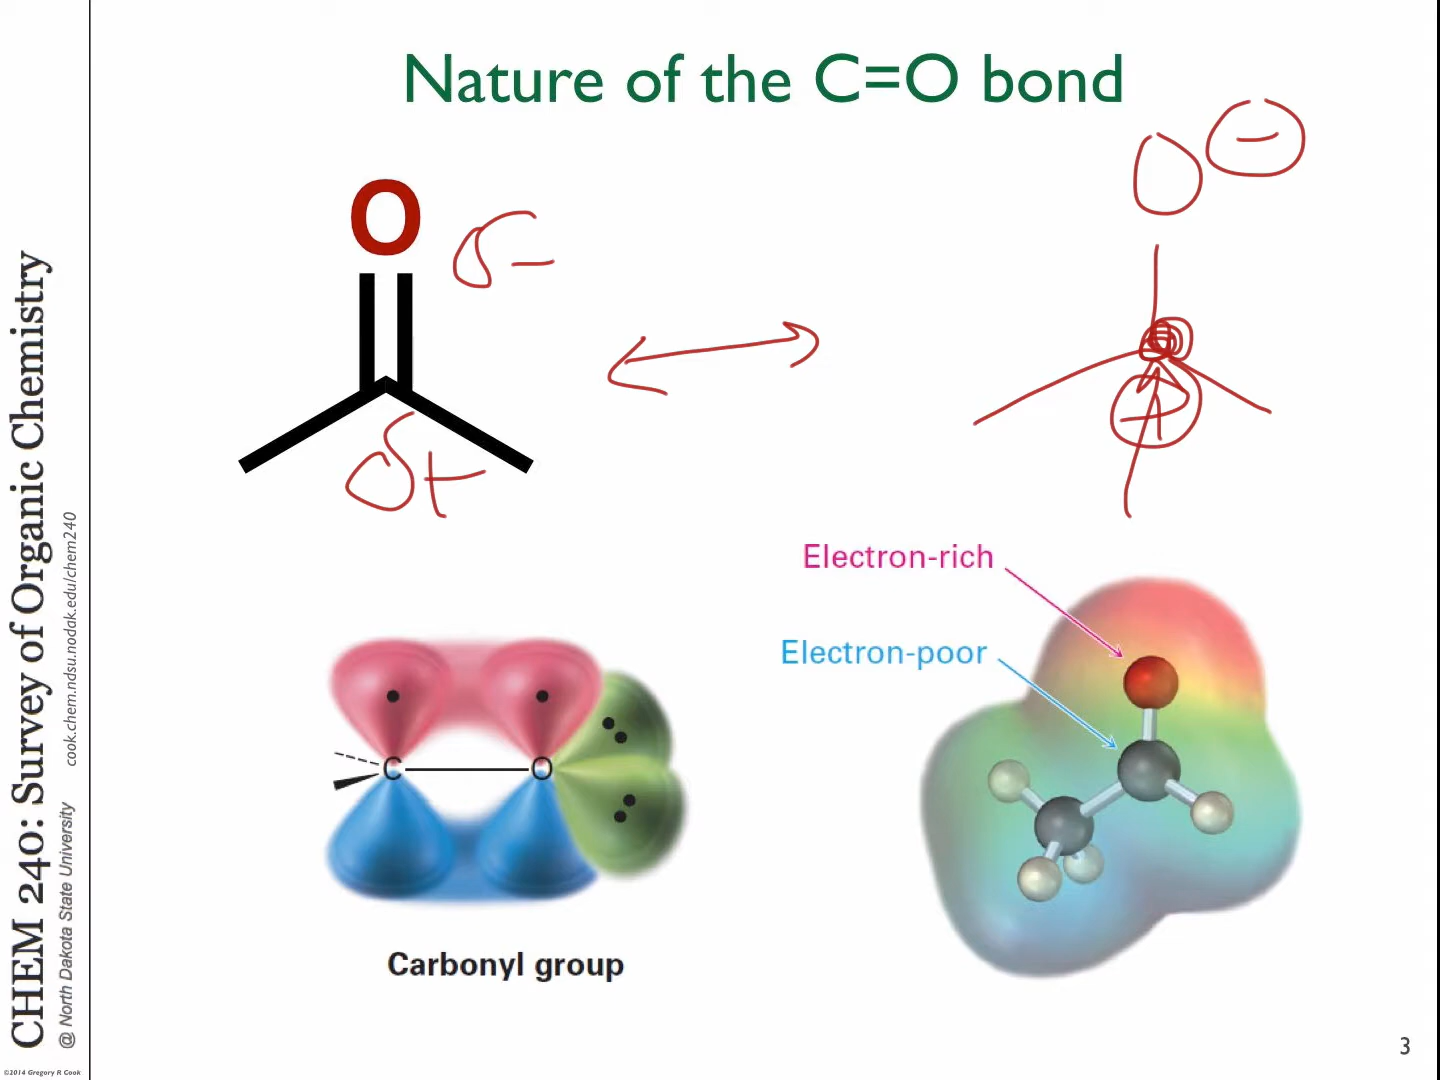 Nature of the C=O bond
O
δ−
δ+
O −
+
Electron-rich
Electron-poor
C
O
Carbonyl group
CHEM 240: Survey of Organic Chemistry
@ North Dakota State University cook.chem.ndsu.nodak.edu/chem240
©2014 Gregory R Cook
3